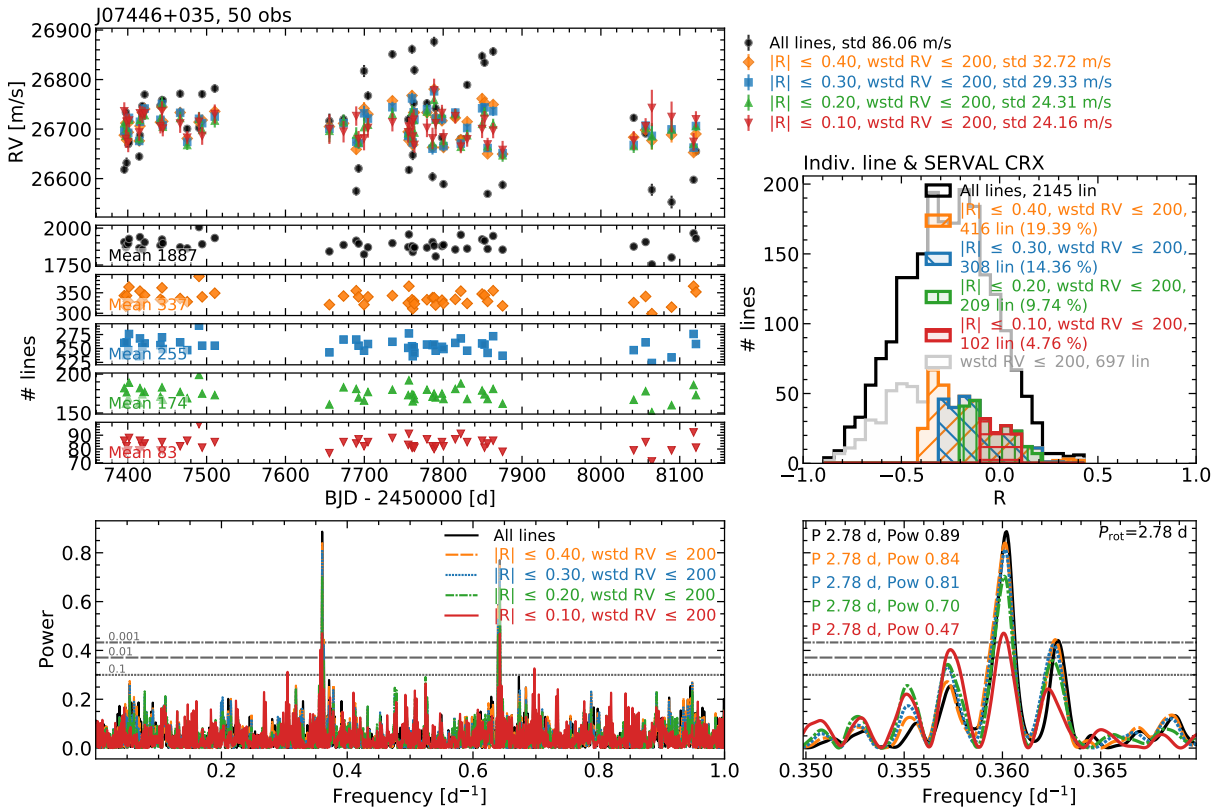 J07446+035, 50 obs
26900
26800
26700
26600
RV [m/s]
All lines, std 86.06 m/s
|R| ≤ 0.40, wstd RV ≤ 200, std 32.72 m/s
|R| ≤ 0.30, wstd RV ≤ 200, std 29.33 m/s
|R| ≤ 0.20, wstd RV ≤ 200, std 24.31 m/s
|R| ≤ 0.10, wstd RV ≤ 200, std 24.16 m/s
2000
1750
Mean 1887
350
300
Mean 337
275
250
225
Mean 255
200
150
Mean 174
90
80
70
Mean 83
# lines
7400 7500 7600 7700 7800 7900 8000 8100
BJD - 2450000 [d]
Indiv. line & SERVAL CRX
200
150
100
50
0
# lines
All lines, 2145 lin
|R| ≤ 0.40, wstd RV ≤ 200,
416 lin (19.39 %)
|R| ≤ 0.30, wstd RV ≤ 200,
308 lin (14.36 %)
|R| ≤ 0.20, wstd RV ≤ 200,
209 lin (9.74 %)
|R| ≤ 0.10, wstd RV ≤ 200,
102 lin (4.76 %)
wstd RV ≤ 200, 697 lin
−1.0 −0.5 0.0 0.5 1.0
R
0.8
0.6
0.4
0.2
0.0
Power
All lines
|R| ≤ 0.40, wstd RV ≤ 200
|R| ≤ 0.30, wstd RV ≤ 200
|R| ≤ 0.20, wstd RV ≤ 200
|R| ≤ 0.10, wstd RV ≤ 200
0.001
0.01
0.1
0.2 0.4 0.6 0.8 1.0
Frequency [d⁻¹]
P 2.78 d, Pow 0.89
P 2.78 d, Pow 0.84
P 2.78 d, Pow 0.81
P 2.78 d, Pow 0.70
P 2.78 d, Pow 0.47
P_rot=2.78 d
0.350 0.355 0.360 0.365
Frequency [d⁻¹]